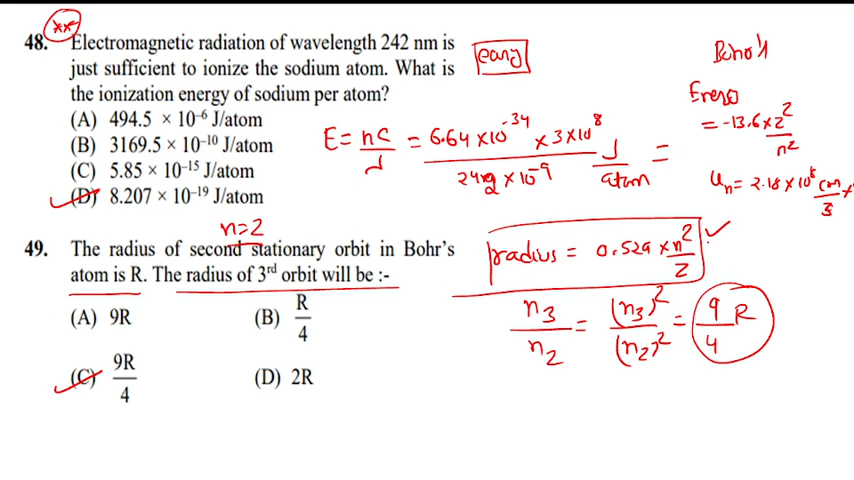 **
48. Electromagnetic radiation of wavelength 242 nm is
just sufficient to ionize the sodium atom. What is
the ionization energy of sodium per atom?
(A) 494.5 × 10⁻⁶ J/atom
(B) 3169.5 × 10⁻¹⁰ J/atom
(C) 5.85 × 10⁻¹⁵ J/atom
(D) 8.207 × 10⁻¹⁹ J/atom
E = hc/λ = 6.64 × 10⁻³⁴ × 3 × 10⁸ / 242 × 10⁻⁹ J/atom =
= -13.6 × z²/n²
n=2
49. The radius of second stationary orbit in Bohr's
atom is R. The radius of 3ʳᵈ orbit will be :-
(A) 9R (B) R/4
(C) 9R/4 (D) 2R
radius = 0.529 × n²/z
n₃/n₂ = (n₃)²/(n₂)² = 9/4 R